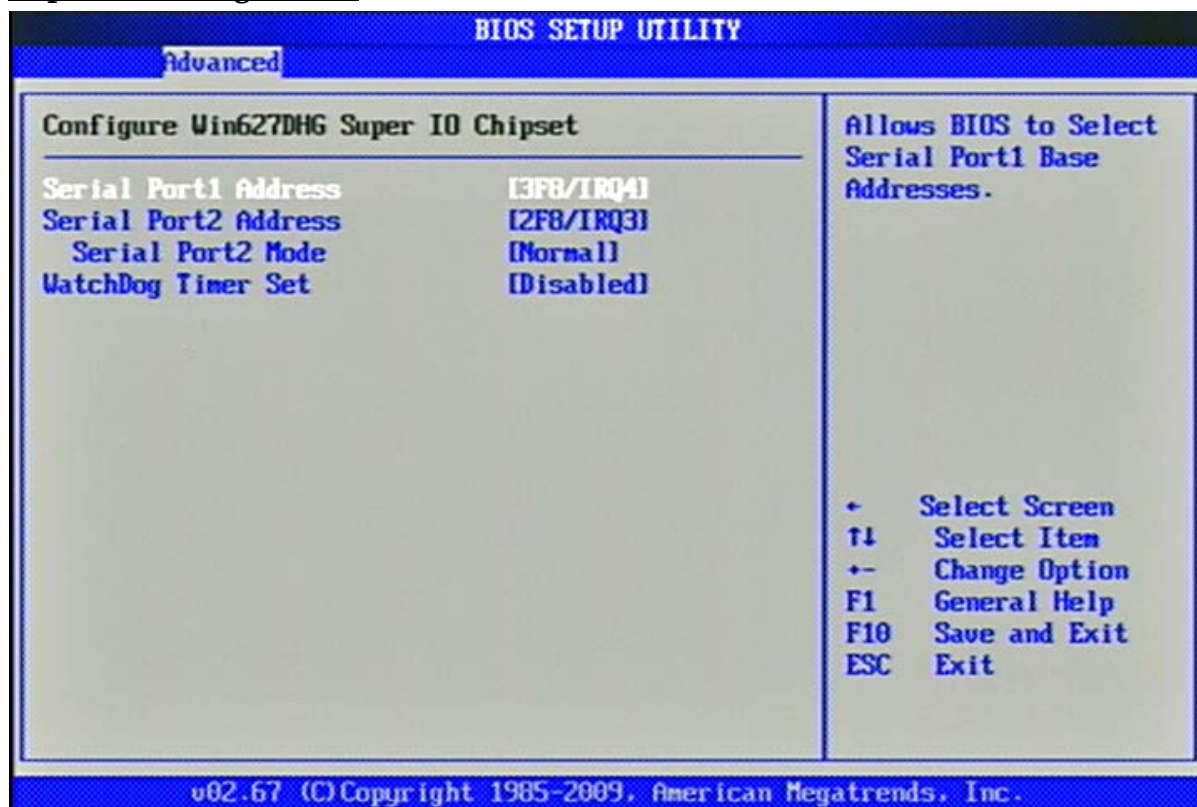 BIOS SETUP UTILITY
Advanced
Configure Win627DHG Super IO Chipset
Serial Port1 Address [3F8/IRQ4]
Serial Port2 Address [2F8/IRQ3]
Serial Port2 Mode [Normal]
WatchDog Timer Set [Disabled]
Allows BIOS to Select
Serial Port1 Base
Addresses.
← Select Screen
↑↓ Select Item
+- Change Option
F1 General Help
F10 Save and Exit
ESC Exit
v02.67 (C)Copyright 1985-2009, American Megatrends, Inc.